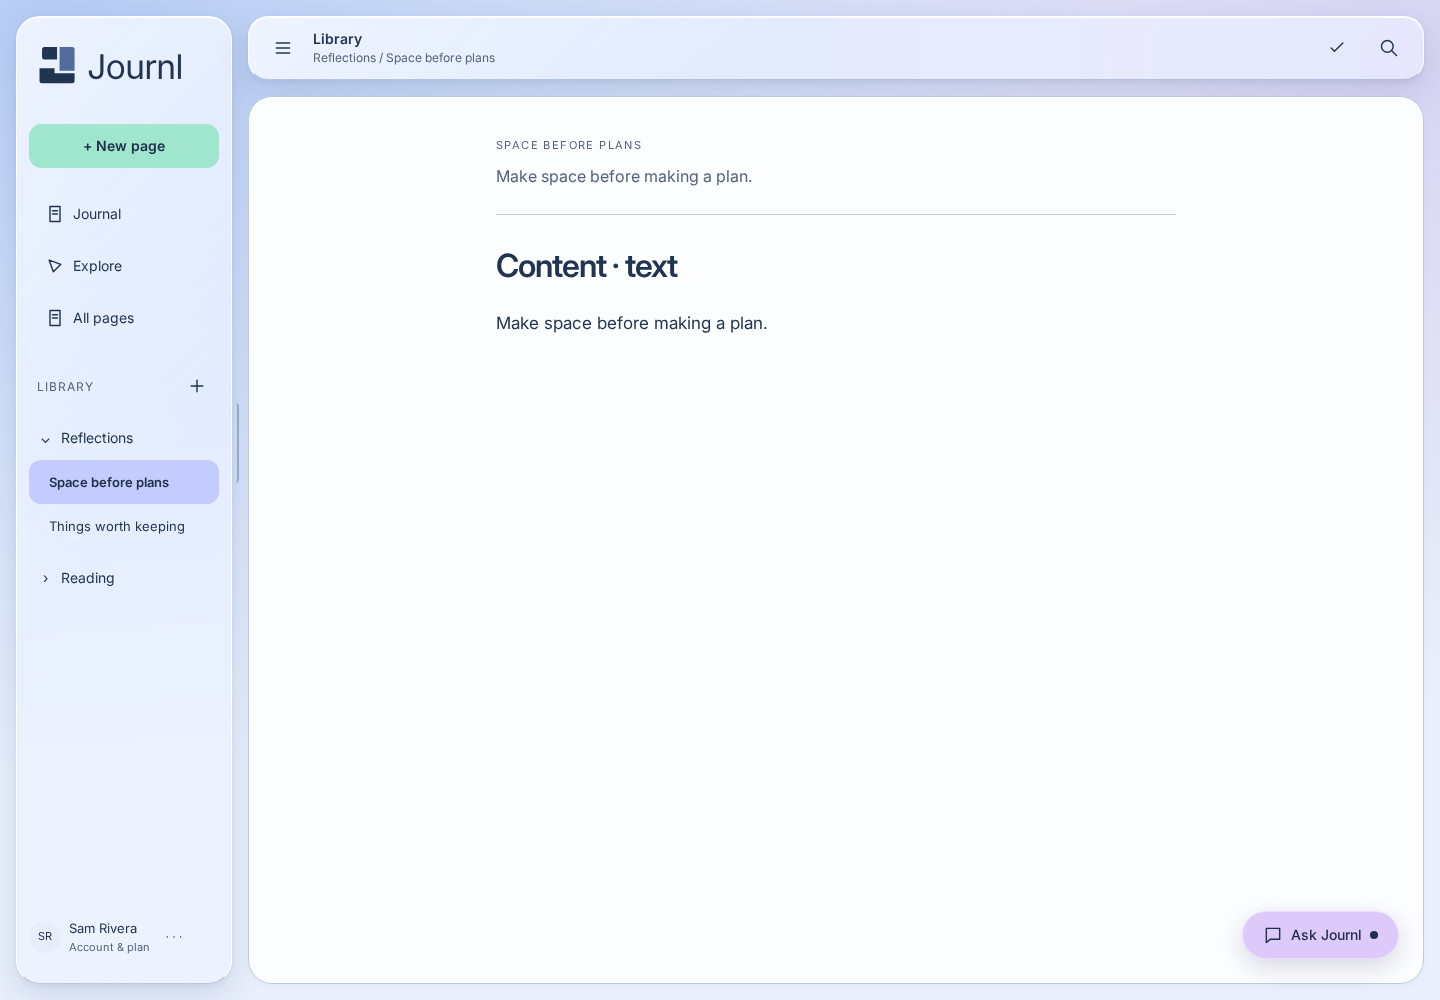 Journl
+ New page
Journal
Explore
All pages
LIBRARY
Reflections
Space before plans
Things worth keeping
Reading
SR
Sam Rivera
Account & plan
...
Library
Reflections / Space before plans
SPACE BEFORE PLANS
Make space before making a plan.
Content · text
Make space before making a plan.
Ask Journl